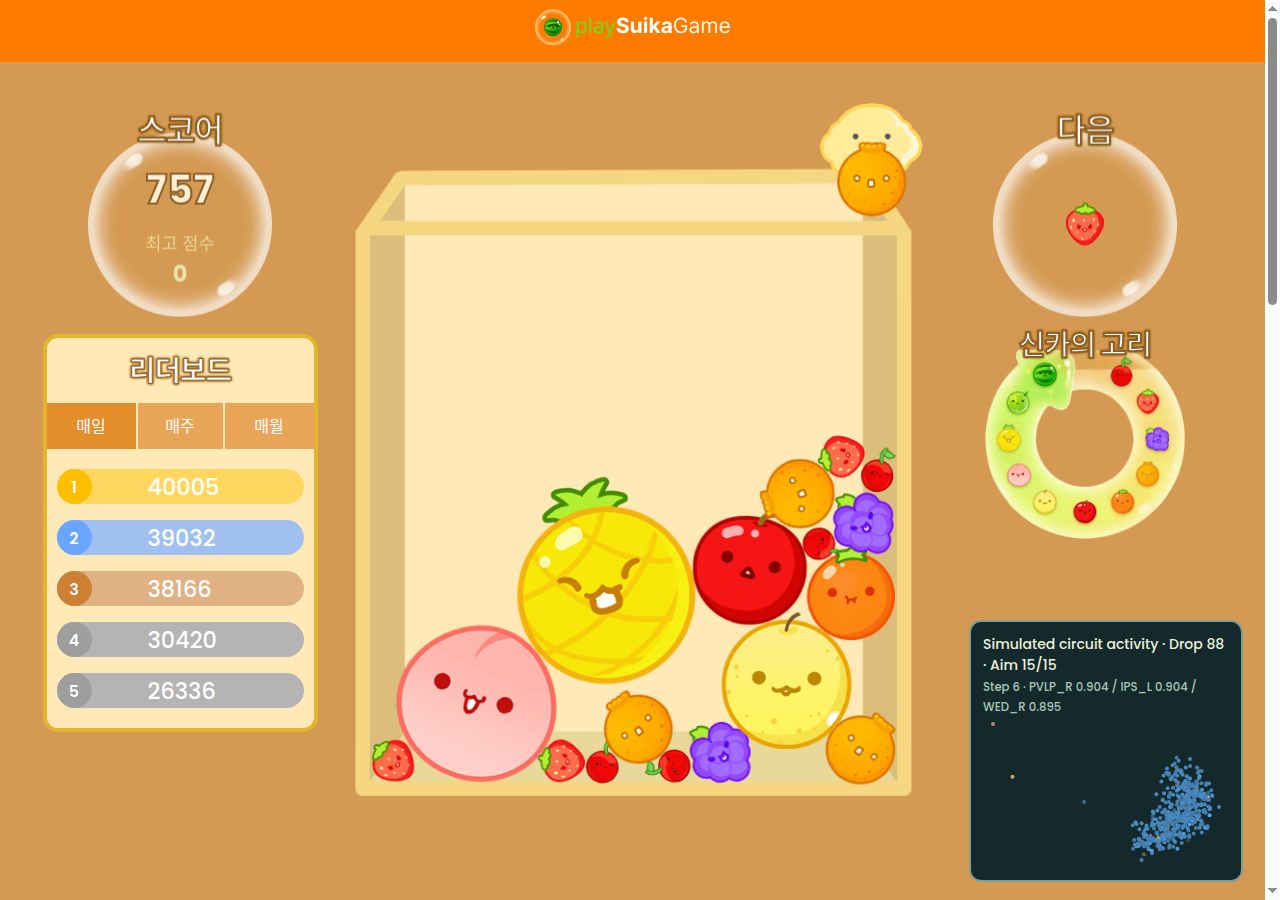 playSuikaGame
스코어
757
최고 점수
0
다음
리더보드
매일 매주 매월
1 40005
2 39032
3 38166
4 30420
5 26336
신카의 고리
Simulated circuit activity · Drop 88
· Aim 15/15
Step 6 · PVLP_R 0.904 / IPS_L 0.904 /
WED_R 0.895